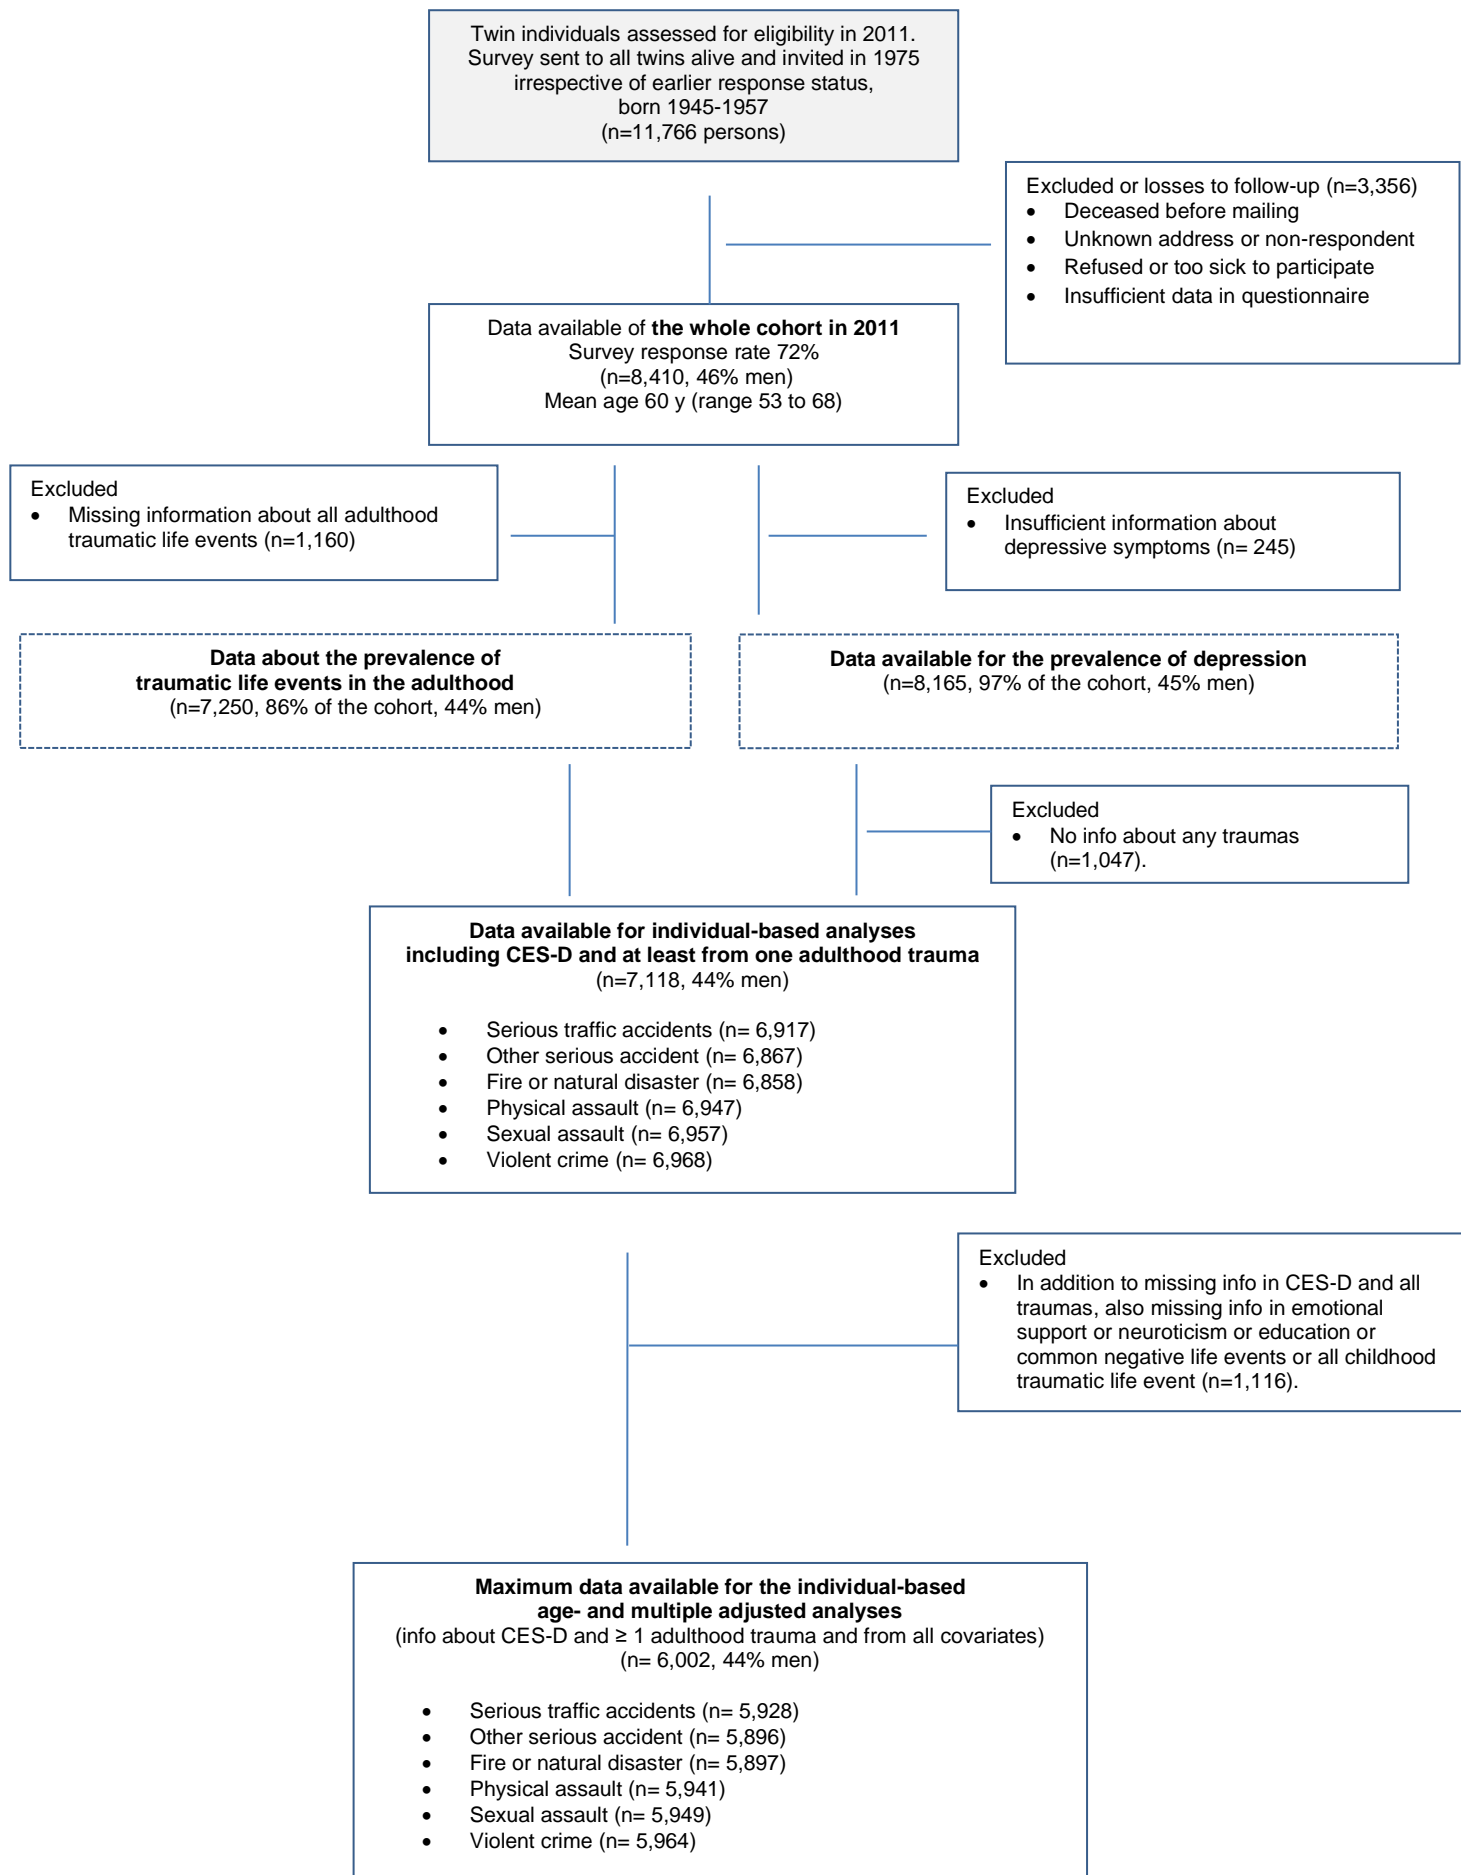 Twin individuals assessed for eligibility in 2011.
Survey sent to all twins alive and invited in 1975
irrespective of earlier response status,
born 1945-1957
(n=11,766 persons)
Excluded or losses to follow-up (n=3,356)
• Deceased before mailing
• Unknown address or non-respondent
• Refused or too sick to participate
• Insufficient data in questionnaire
Data available of the whole cohort in 2011
Survey response rate 72%
(n=8,410, 46% men)
Mean age 60 y (range 53 to 68)
Excluded
• Missing information about all adulthood
traumatic life events (n=1,160)
Excluded
• Insufficient information about
depressive symptoms (n= 245)
Data about the prevalence of
traumatic life events in the adulthood
(n=7,250, 86% of the cohort, 44% men)
Data available for the prevalence of depression
(n=8,165, 97% of the cohort, 45% men)
Excluded
• No info about any traumas
(n=1,047).
Data available for individual-based analyses
including CES-D and at least from one adulthood trauma
(n=7,118, 44% men)
• Serious traffic accidents (n= 6,917)
• Other serious accident (n= 6,867)
• Fire or natural disaster (n= 6,858)
• Physical assault (n= 6,947)
• Sexual assault (n= 6,957)
• Violent crime (n= 6,968)
Excluded
• In addition to missing info in CES-D and all
traumas, also missing info in emotional
support or neuroticism or education or
common negative life events or all childhood
traumatic life event (n=1,116).
Maximum data available for the individual-based
age- and multiple adjusted analyses
(info about CES-D and ≥ 1 adulthood trauma and from all covariates)
(n= 6,002, 44% men)
• Serious traffic accidents (n= 5,928)
• Other serious accident (n= 5,896)
• Fire or natural disaster (n= 5,897)
• Physical assault (n= 5,941)
• Sexual assault (n= 5,949)
• Violent crime (n= 5,964)